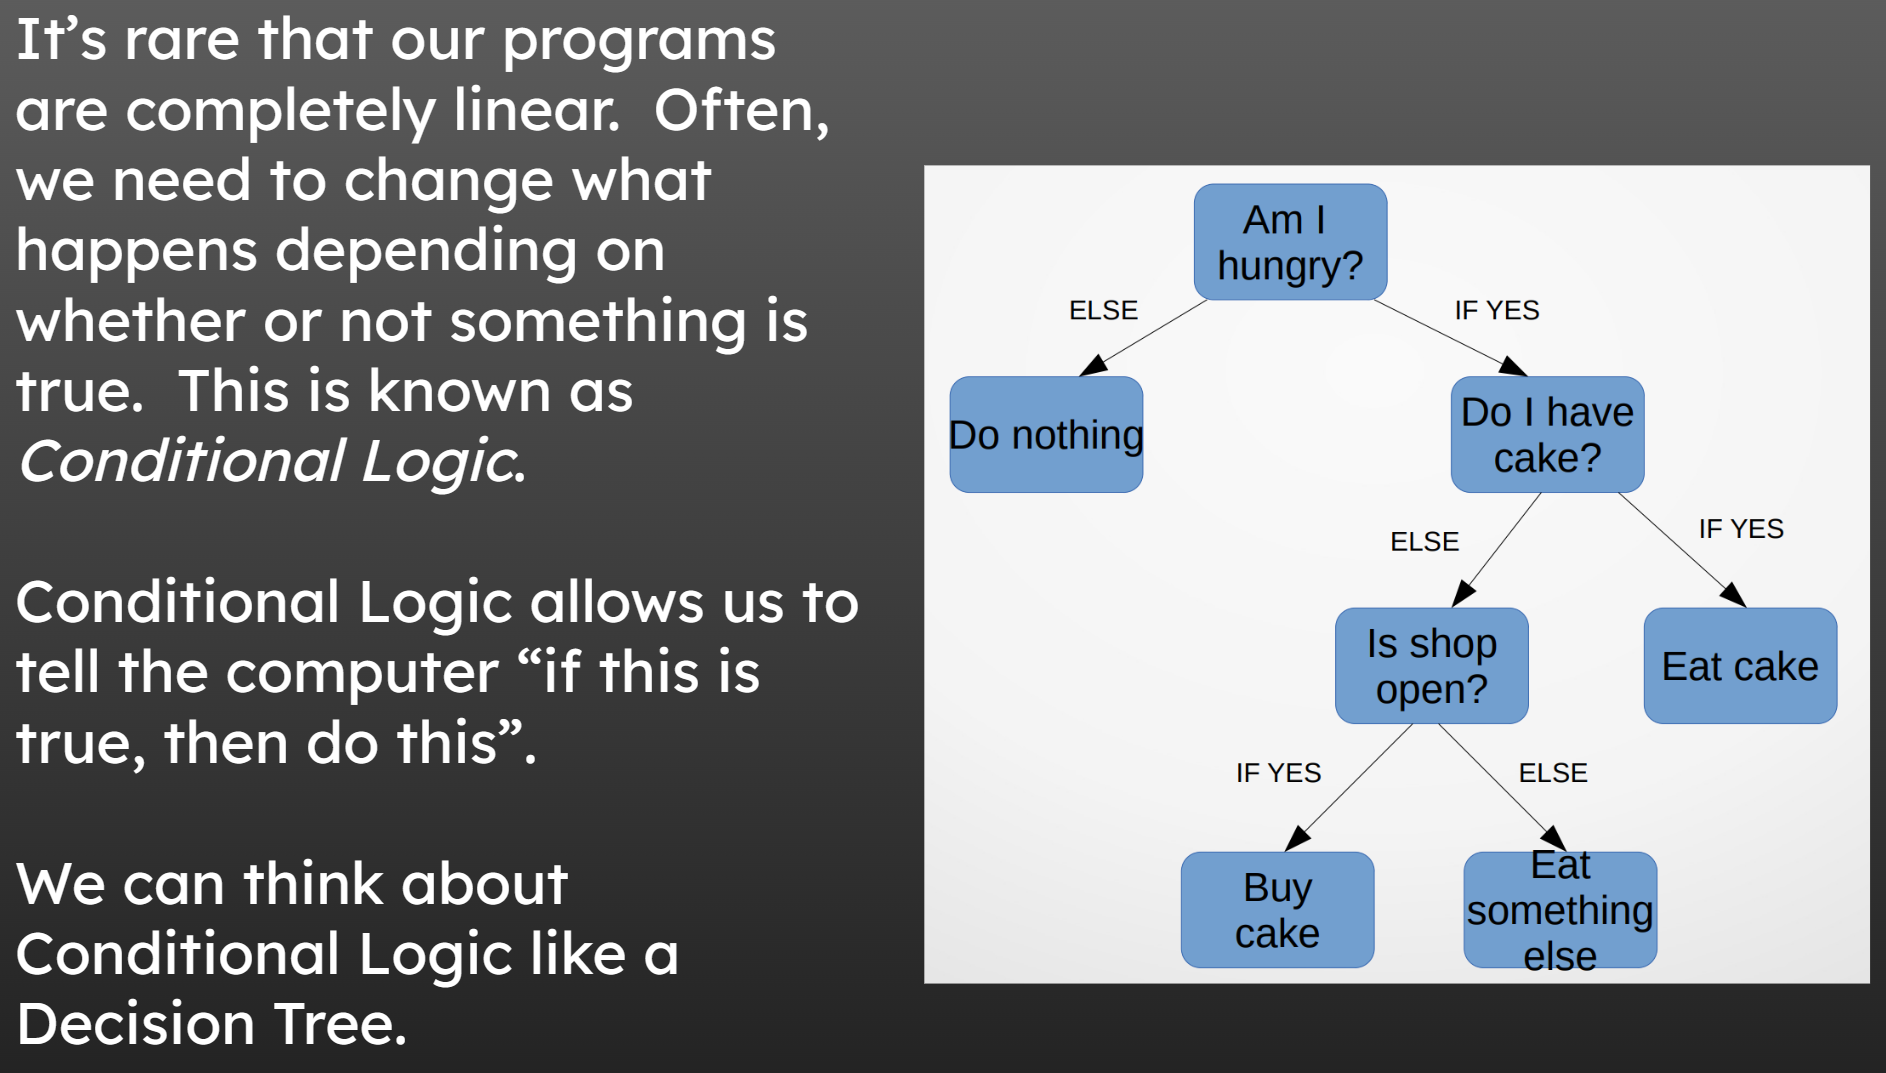 It’s rare that our programs
are completely linear.  Often,
we need to change what
happens depending on
whether or not something is
true.  This is known as
Conditional Logic.
Conditional Logic allows us to
tell the computer “if this is
true, then do this”.
We can think about
Conditional Logic like a
Decision Tree.
Am I
hungry?
ELSE
IF YES
Do nothing
Do I have
cake?
ELSE
IF YES
Is shop
open?
Eat cake
IF YES
ELSE
Buy
cake
Eat
something
else